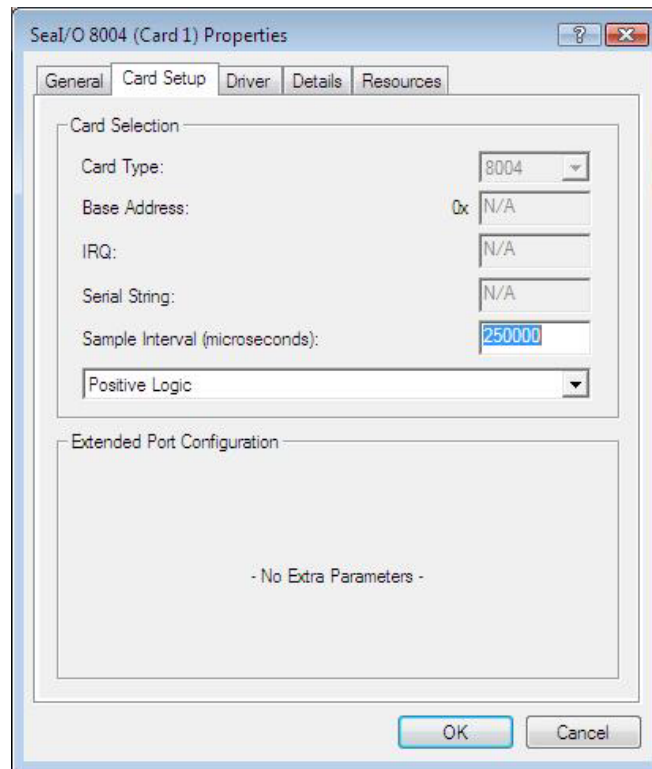 SeaI/O 8004 (Card 1) Properties
General Card Setup Driver Details Resources
Card Selection
Card Type: 8004
Base Address: 0x N/A
IRQ: N/A
Serial String: N/A
Sample Interval (microseconds): 250000
Positive Logic
Extended Port Configuration
- No Extra Parameters -
OK Cancel